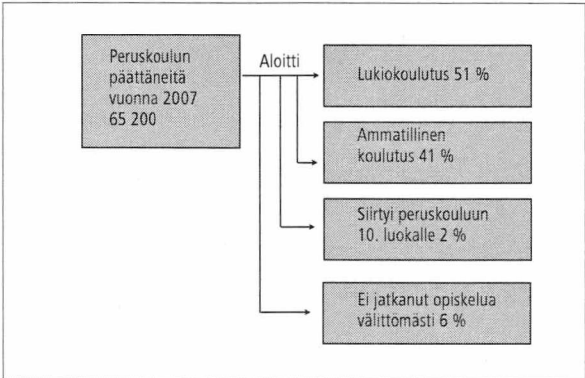 Peruskoulun
päättäneitä
vuonna 2007
65 200
Aloitti
Lukiokoulutus 51 %
Ammatillinen
koulutus 41 %
Siirtyi peruskouluun
10. luokalle 2 %
Ei jatkanut opiskelua
välittömästi 6 %